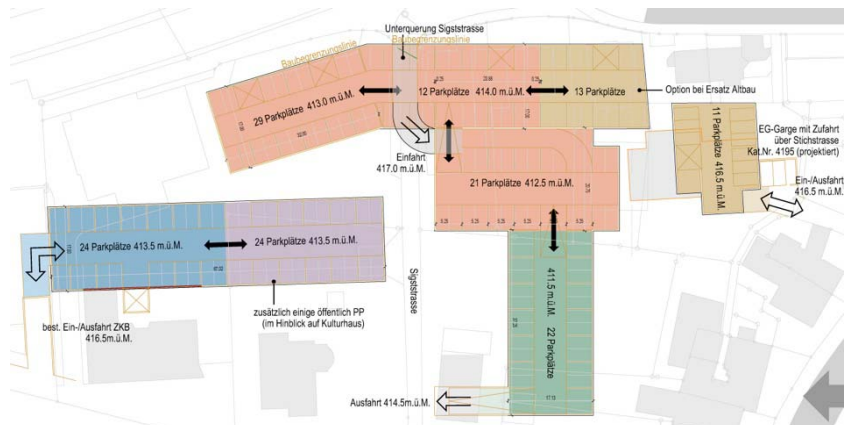 Unterquerung Sigststrasse
Baubegrenzungslinie
Baubegrenzungslinie
29 Parkplätze 413.0 m.ü.M.
12 Parkplätze 414.0 m.ü.M.
13 Parkplätze
Option bei Ersatz Altbau
11 Parkplätze 416.5 m.ü.M.
EG-Garge mit Zufahrt
über Stichstrasse
Kat.Nr. 4195 (projektiert)
Ein-/Ausfahrt
416.5 m.ü.M.
Einfahrt
417.0 m.ü.M.
21 Parkplätze 412.5 m.ü.M.
24 Parkplätze 413.5 m.ü.M.
24 Parkplätze 413.5 m.ü.M.
411.5 m.ü.M.
22 Parkplätze
Sigststrasse
zusätzlich einige öffentlich PP
(im Hinblick auf Kulturhaus)
best. Ein-/Ausfahrt ZKB
416.5m.ü.M.
Ausfahrt 414.5m.ü.M.